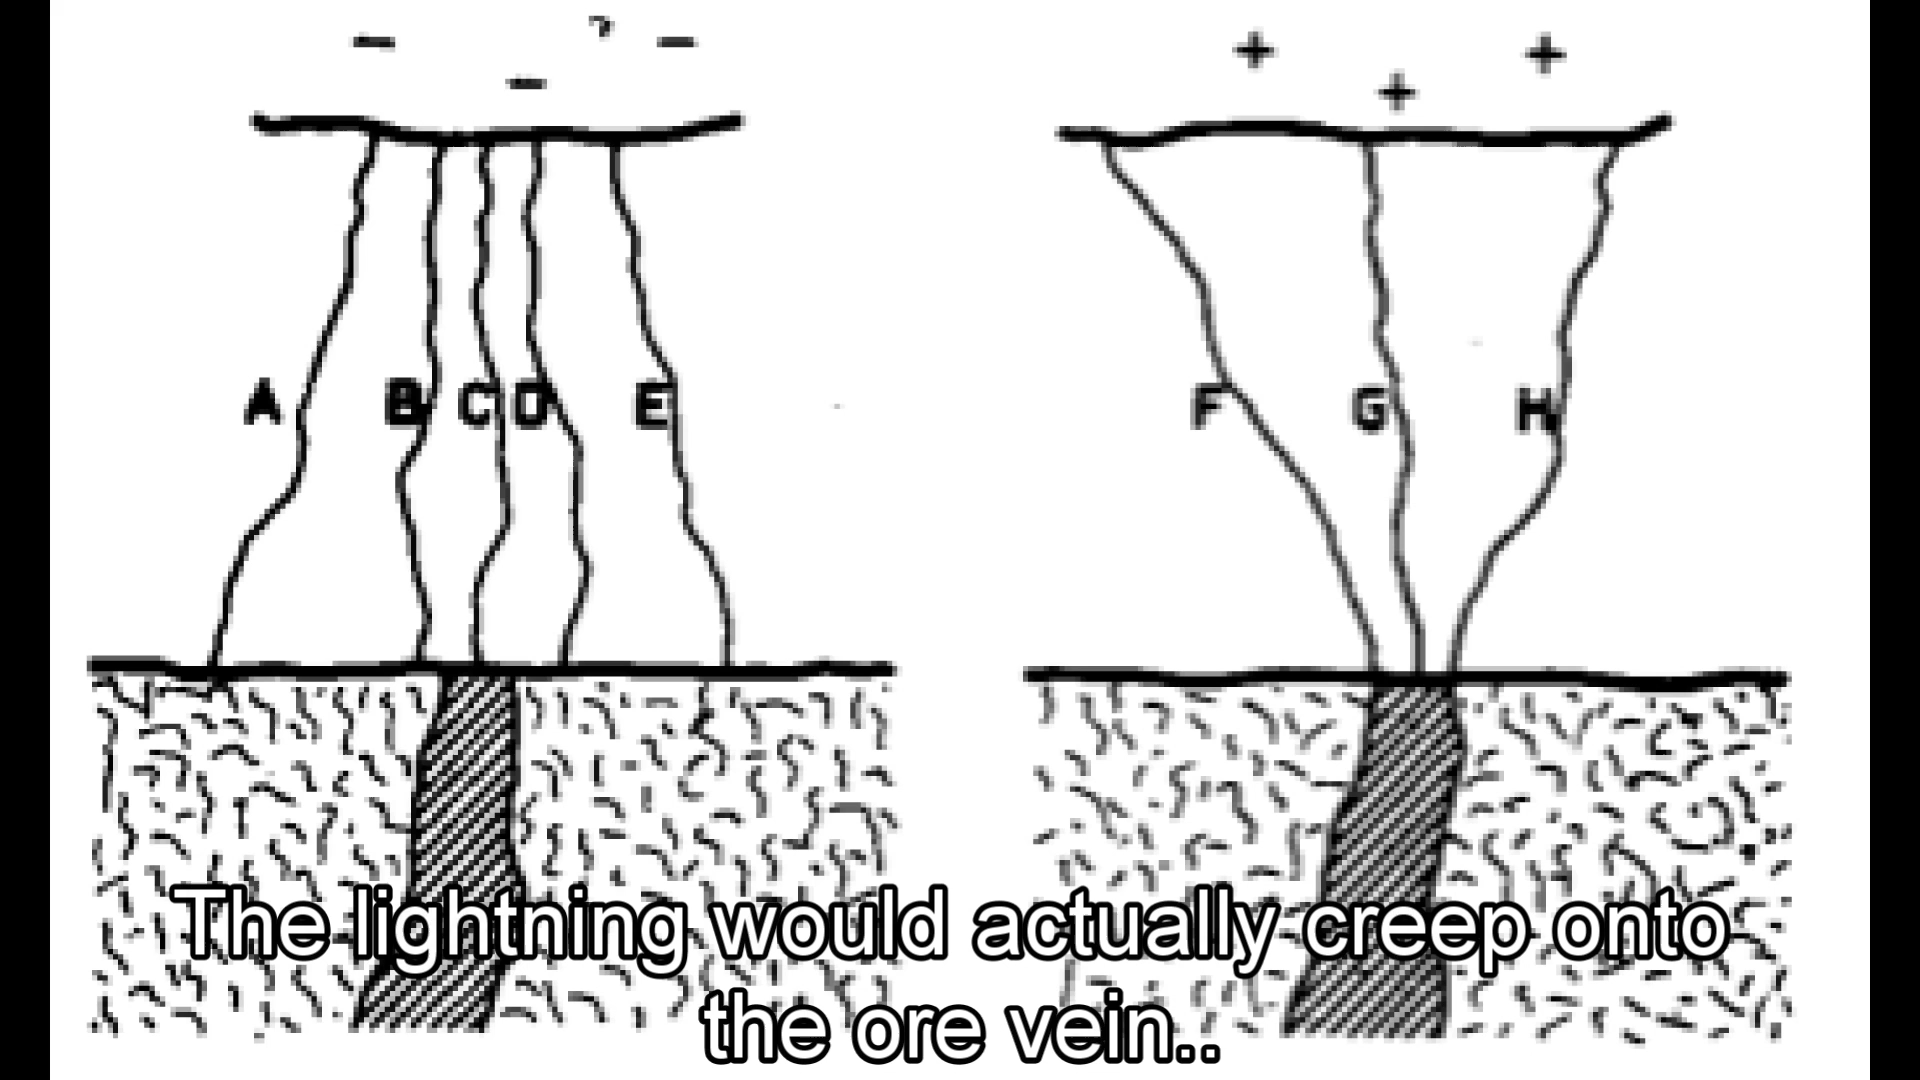 − − −
+ + +
A B C D E
F G H
The lightning would actually creep onto
the ore vein..